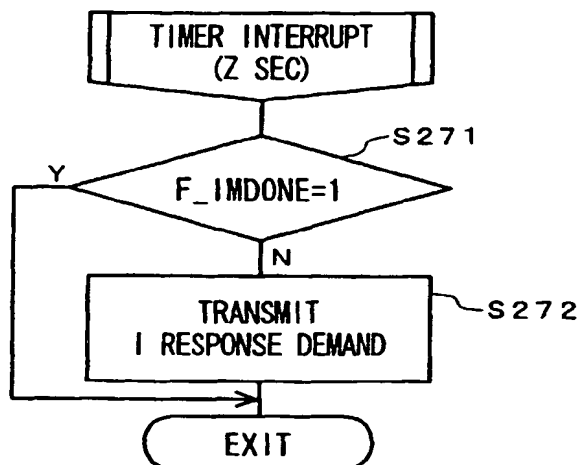 TIMER INTERRUPT
(Z SEC)
S271
Y
F_IMDONE=1
N
TRANSMIT
I RESPONSE DEMAND
S272
EXIT